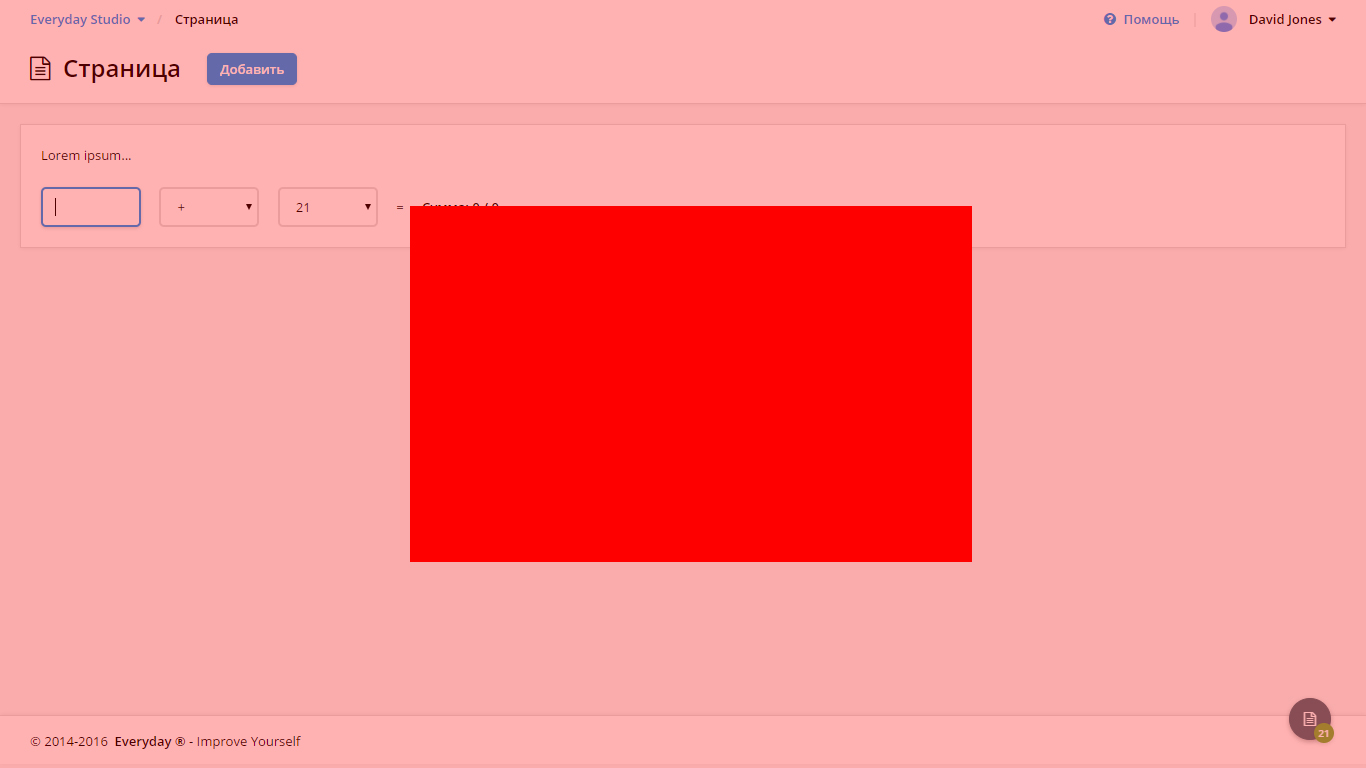 Everyday Studio / Страница
Помощь
David Jones
Страница
Добавить
Lorem ipsum...
+ 21 =
21
© 2014-2016 Everyday ® - Improve Yourself